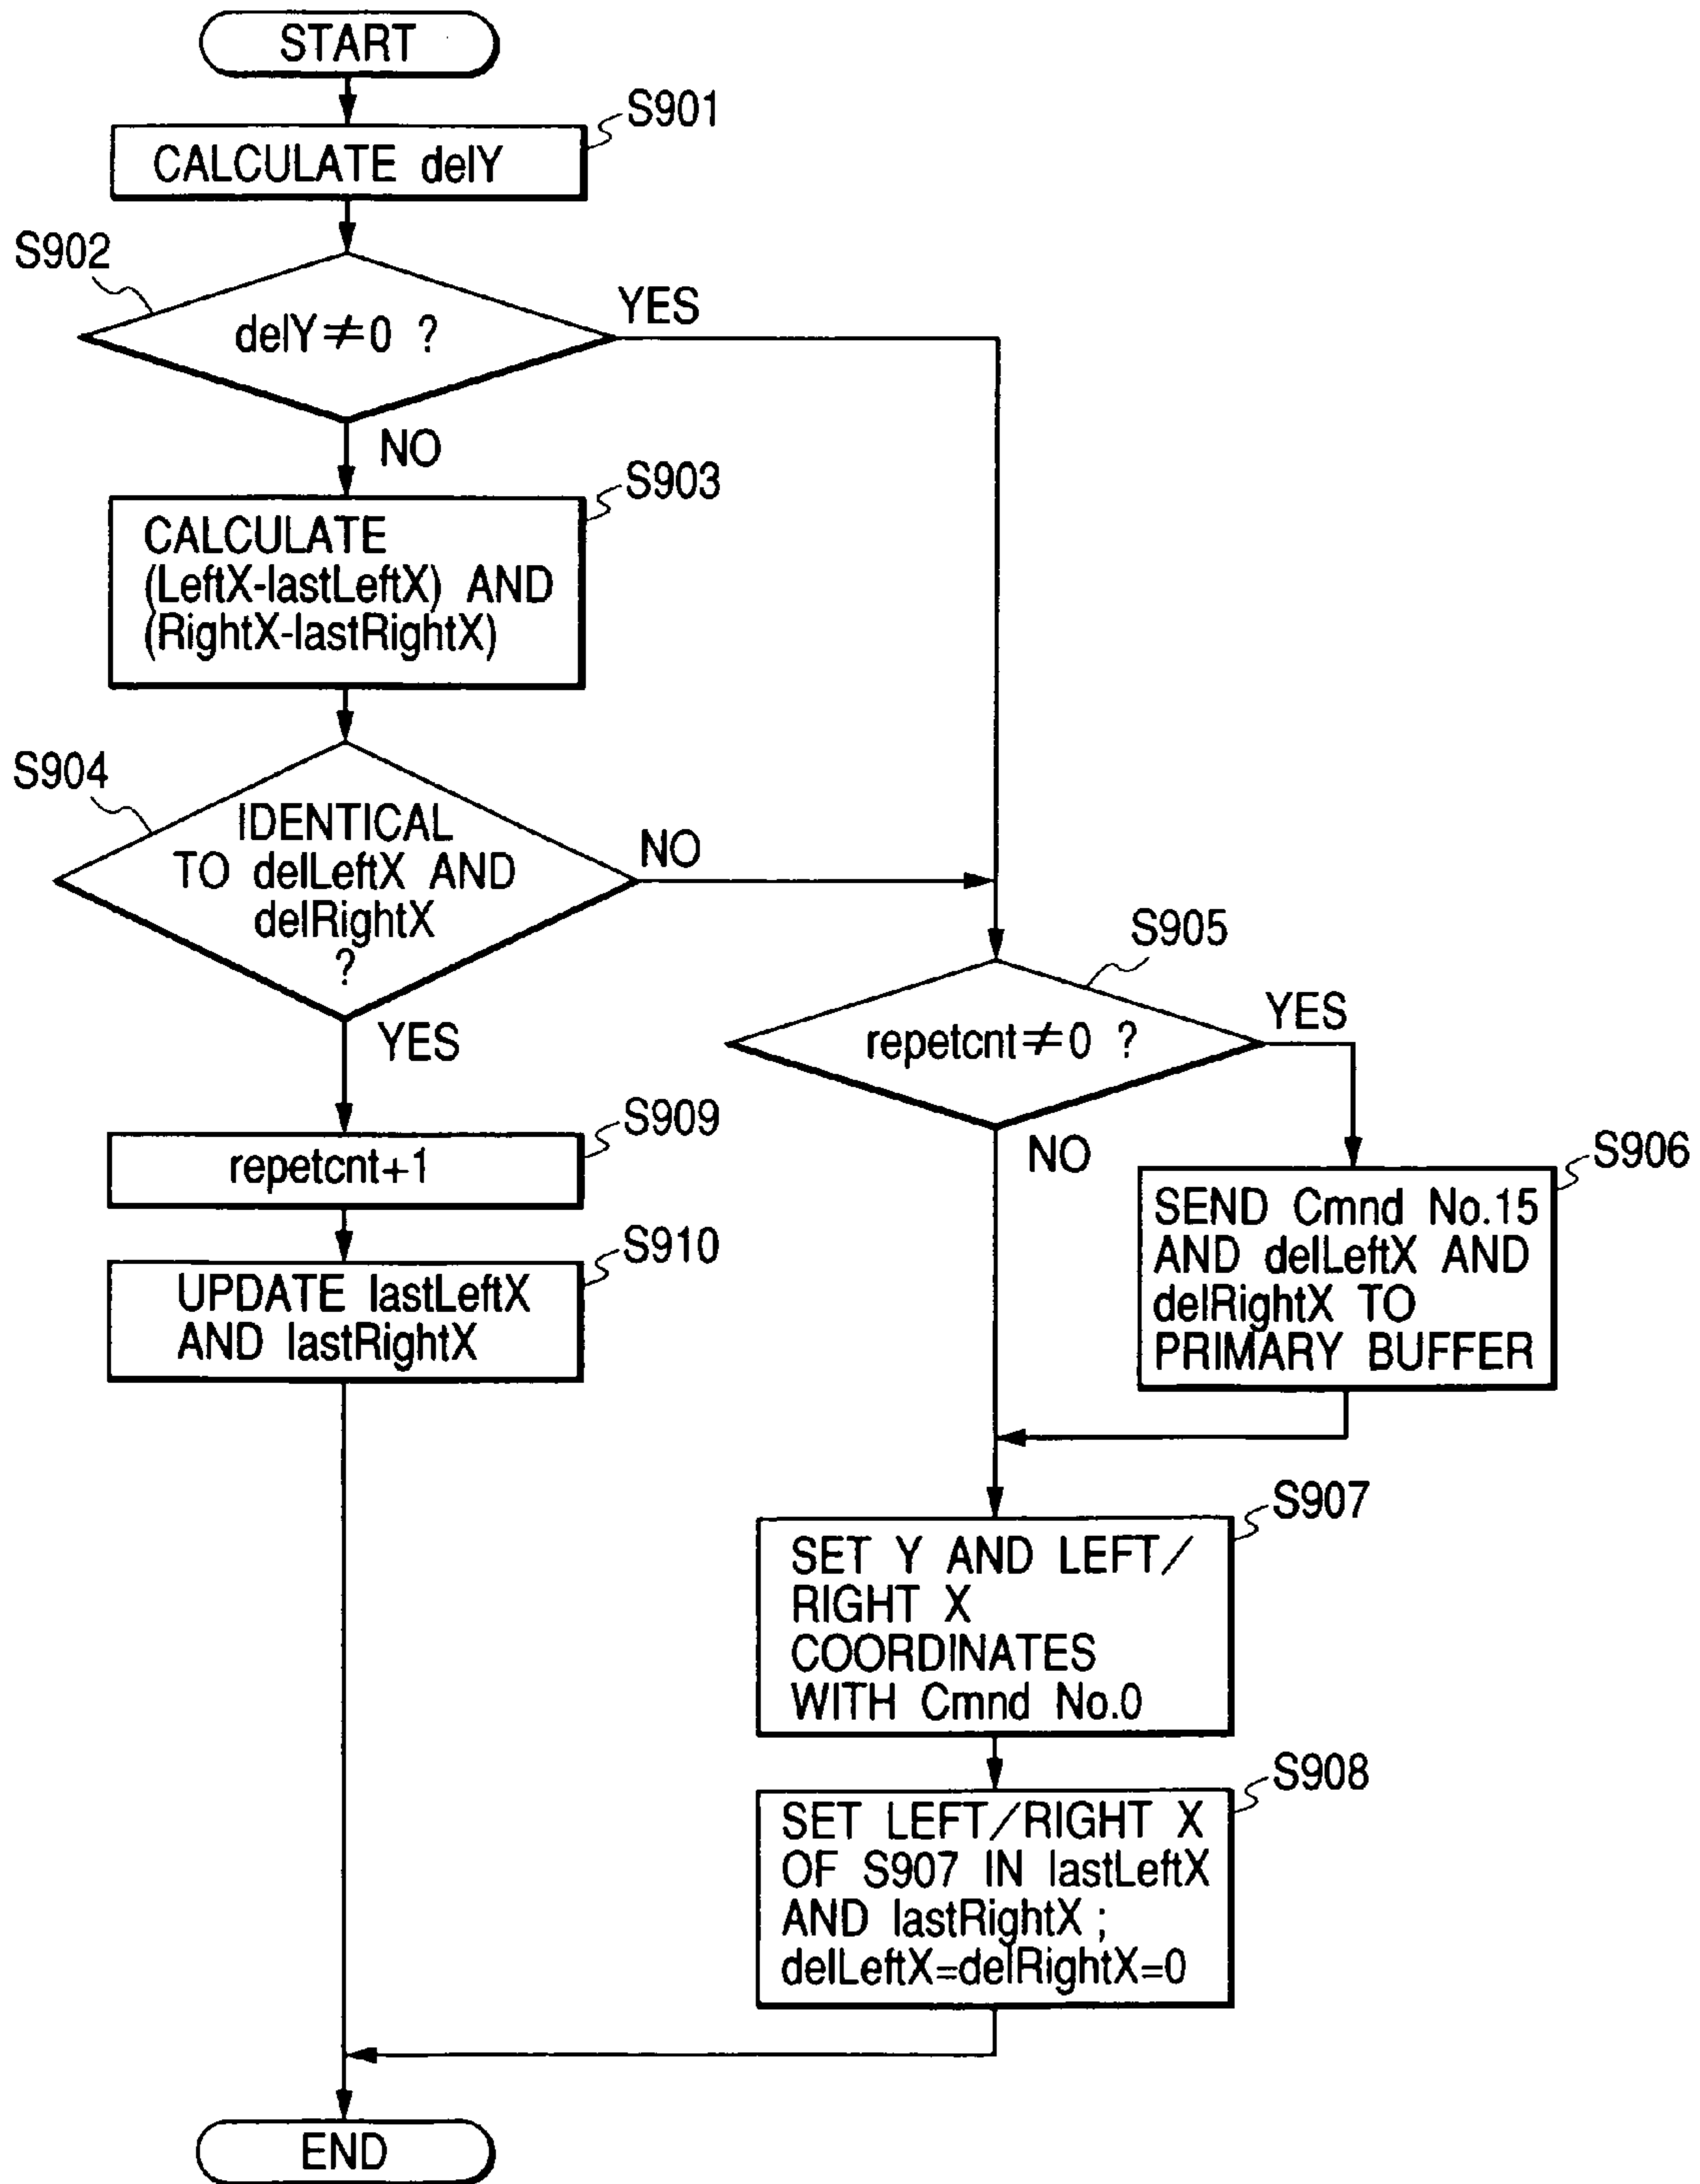 START
S901
CALCULATE delY
S902
delY≠0 ?
YES
NO
S903
CALCULATE
(LeftX-lastLeftX) AND
(RightX-lastRightX)
S904
IDENTICAL
TO delLeftX AND
delRightX
?
NO
YES
S905
repetcnt≠0 ?
YES
NO
S906
SEND Cmnd No.15
AND delLeftX AND
delRightX TO
PRIMARY BUFFER
S909
repetcnt+1
S910
UPDATE lastLeftX
AND lastRightX
S907
SET Y AND LEFT/
RIGHT X
COORDINATES
WITH Cmnd No.0
S908
SET LEFT/RIGHT X
OF S907 IN lastLeftX
AND lastRightX ;
delLeftX=delRightX=0
END